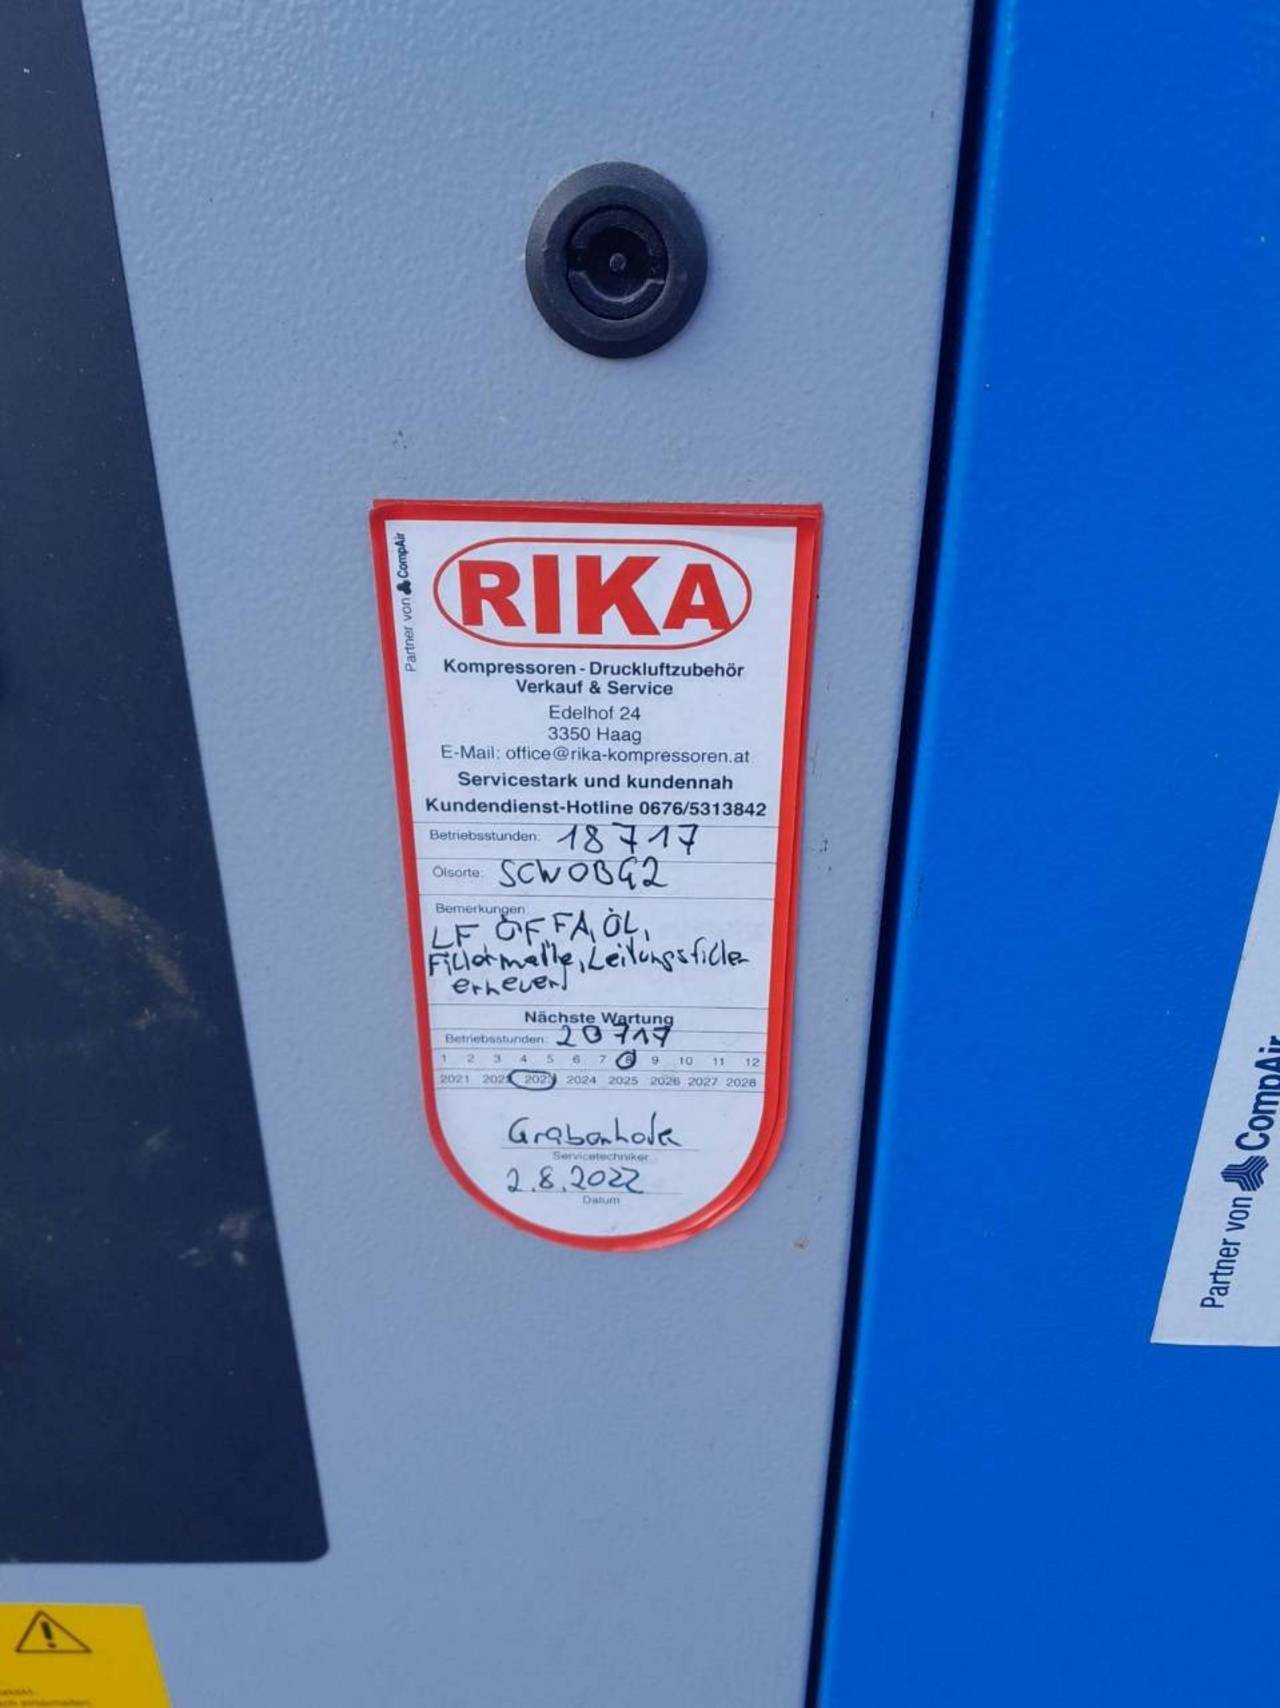 Partner von CompAir
RIKA
Kompressoren - Druckluftzubehör
Verkauf & Service
Edelhof 24
3350 Haag
E-Mail: office@rika-kompressoren.at
Servicestark und kundennah
Kundendienst-Hotline 0676/5313842
Betriebsstunden: 18717
Ölsorte:
Bemerkungen:
LF ÖF FA, ÖL,
Filtermatte, Leitungsfilter
erneuert
Nächste Wartung
Betriebsstunden: 20717
1 2 3 4 5 6 7 8 9 10 11 12
2021 2022 2023 2024 2025 2026 2027 2028
Servicetechniker
2.8.2022
Datum
Partner von CompAir